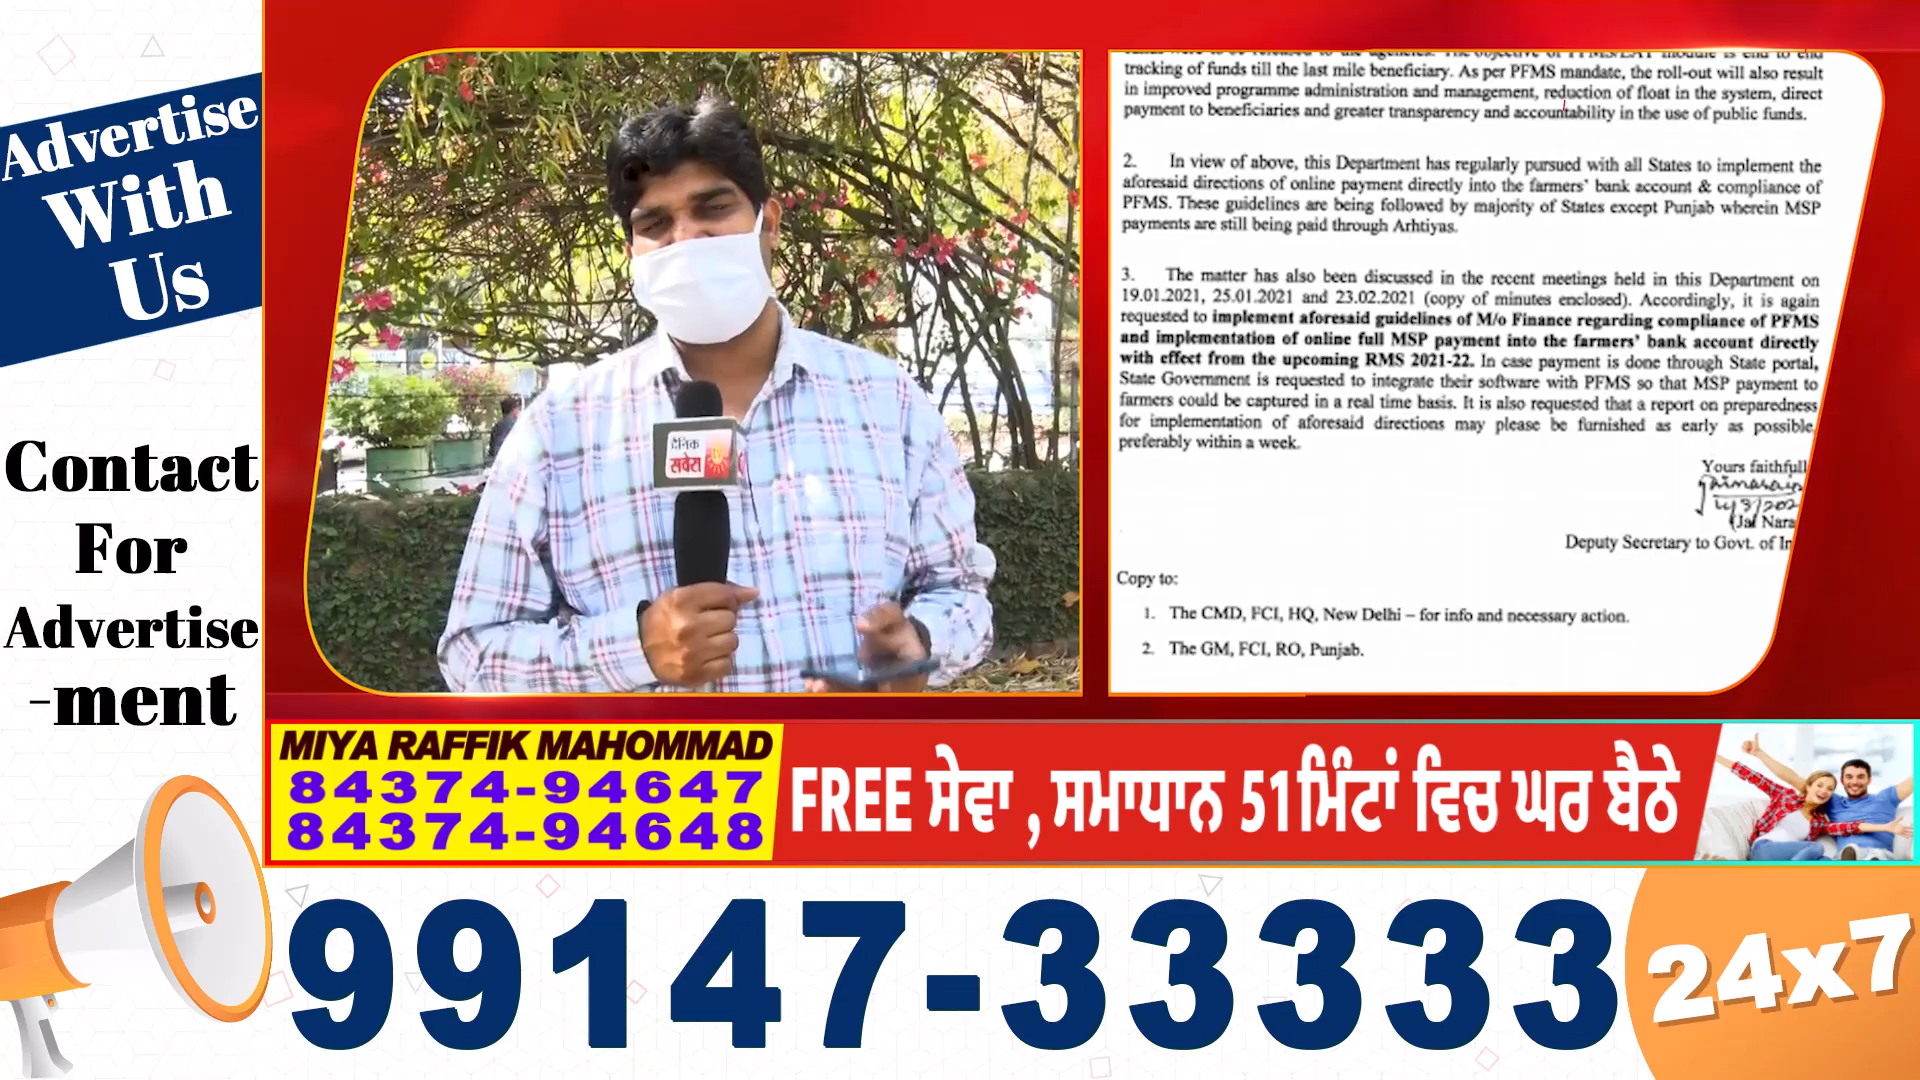 Advertise
With
Us
Contact
For
Advertise
-ment
दैनिक
सवेरा
tracking of funds till the last mile beneficiary. As per PFMS mandate, the roll-out will also result
in improved programme administration and management, reduction of float in the system, direct
payment to beneficiaries and greater transparency and accountability in the use of public funds.
2. In view of above, this Department has regularly pursued with all States to implement the
aforesaid directions of online payment directly into the farmers' bank account & compliance of
PFMS. These guidelines are being followed by majority of States except Punjab wherein MSP
payments are still being paid through Arhtiyas.
3. The matter has also been discussed in the recent meetings held in this Department on
19.01.2021, 25.01.2021 and 23.02.2021 (copy of minutes enclosed). Accordingly, it is again
requested to implement aforesaid guidelines of M/o Finance regarding compliance of PFMS
and implementation of online full MSP payment into the farmers' bank account directly
with effect from the upcoming RMS 2021-22. In case payment is done through State portal,
State Government is requested to integrate their software with PFMS so that MSP payment to
farmers could be captured in a real time basis. It is also requested that a report on preparedness
for implementation of aforesaid directions may please be furnished as early as possible
preferably within a week.
Yours faithfull
(Jai Nara
Deputy Secretary to Govt. of In
Copy to:
1. The CMD, FCI, HQ, New Delhi – for info and necessary action.
2. The GM, FCI, RO, Punjab.
MIYA RAFFIK MAHOMMAD
84374-94647
84374-94648
FREE ਸੇਵਾ , ਸਮਾਧਾਨ 51ਮਿੰਟਾਂ ਵਿਚ ਘਰ ਬੈਠੇ
99147-33333
24x7